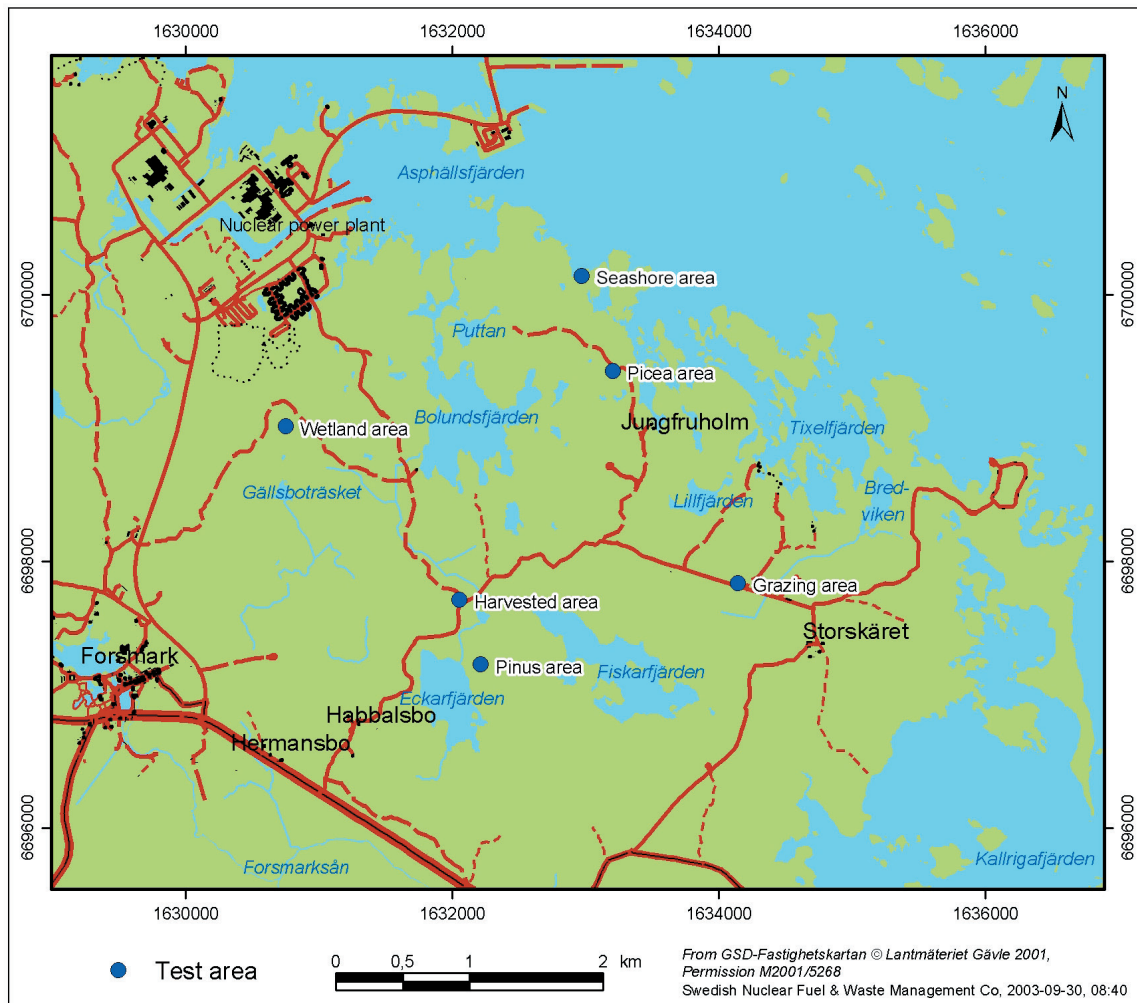 1630000
1632000
1634000
1636000
N
Asphällsfjärden
Nuclear power plant
Seashore area
6700000
6700000
Puttan
Picea area
Jungfruholm
Bolundsfjärden
Wetland area
Tixelfjärden
Gällsboträsket
Lillfjärden
Bred-
viken
6698000
6698000
Grazing area
Harvested area
Storskäret
Forsmark
Pinus area
Fiskarfjärden
Eckarfjärden
Habbalsbo
Hermansbo
6696000
6696000
Forsmarksån
Kallrigafjärden
1630000
1632000
1634000
1636000
Test area
0
0,5
1
2
km
From GSD-Fastighetskartan © Lantmäteriet Gävle 2001,
Permission M2001/5268
Swedish Nuclear Fuel & Waste Management Co, 2003-09-30, 08:40